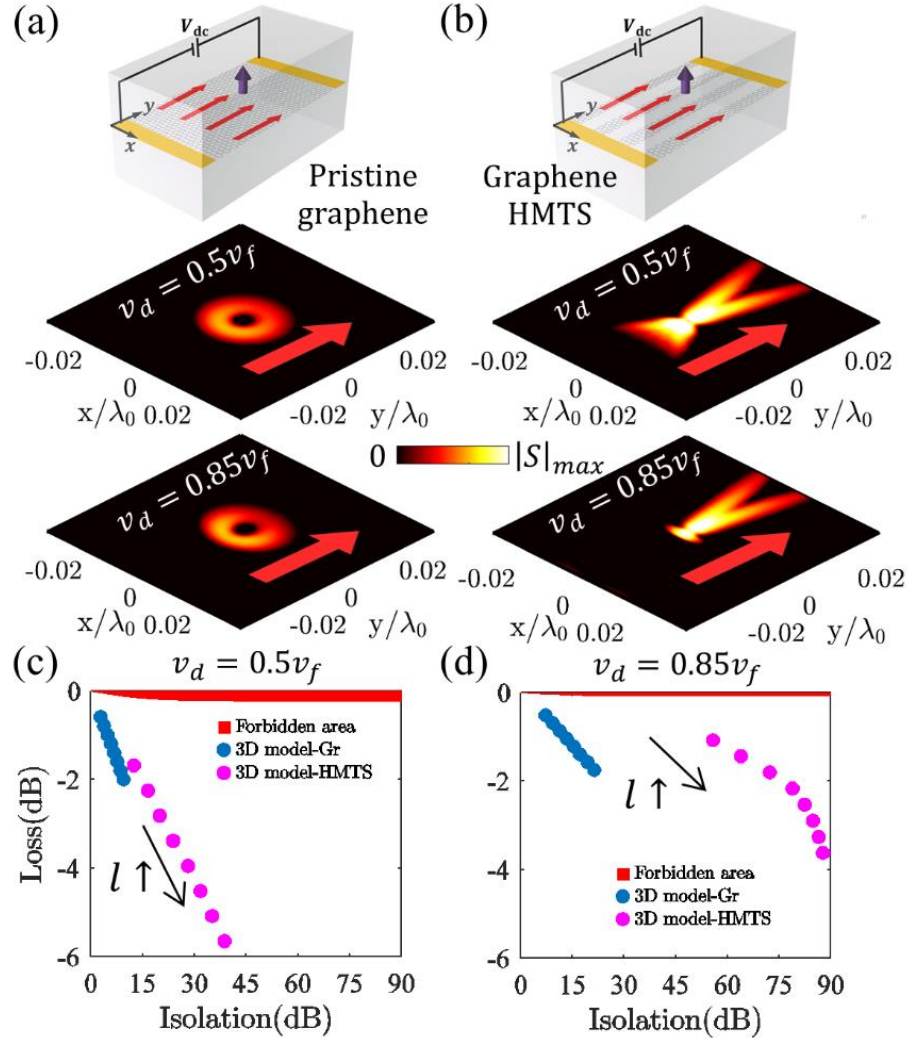 (a)
V_dc
y
x
Pristine
graphene
(b)
V_dc
y
x
Graphene
HMTS
v_d = 0.5v_f
-0.02
0
0.02
x/λ_0
-0.02
0
0.02
y/λ_0
v_d = 0.5v_f
-0.02
0
0.02
x/λ_0
-0.02
0
0.02
y/λ_0
0 |S|_max
v_d = 0.85v_f
-0.02
0
0.02
x/λ_0
-0.02
0
0.02
y/λ_0
v_d = 0.85v_f
-0.02
0
0.02
x/λ_0
-0.02
0
0.02
y/λ_0
(c)
v_d = 0.5v_f
0
-2
-4
-6
Loss(dB)
Forbidden area
3D model-Gr
3D model-HMTS
l ↑
0 15 30 45 60 75 90
Isolation(dB)
(d)
v_d = 0.85v_f
0
-2
-4
-6
l ↑
Forbidden area
3D model-Gr
3D model-HMTS
0 15 30 45 60 75 90
Isolation(dB)